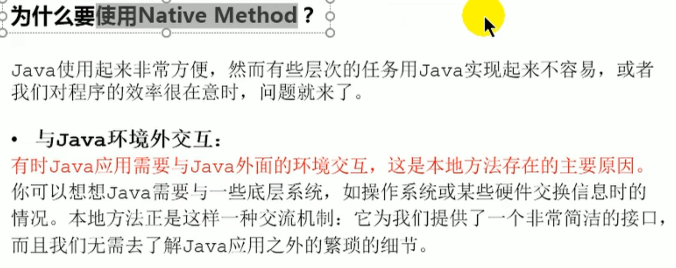 为什么要使用Native Method？
Java使用起来非常方便，然而有些层次的任务用Java实现起来不容易，或者
我们对程序的效率很在意时，问题就来了。
• 与Java环境外交互：
有时Java应用需要与Java外面的环境交互，这是本地方法存在的主要原因。
你可以想想Java需要与一些底层系统，如操作系统或某些硬件交换信息时的
情况。本地方法正是这样一种交流机制：它为我们提供了一个非常简洁的接口，
而且我们无需去了解Java应用之外的繁琐的细节。